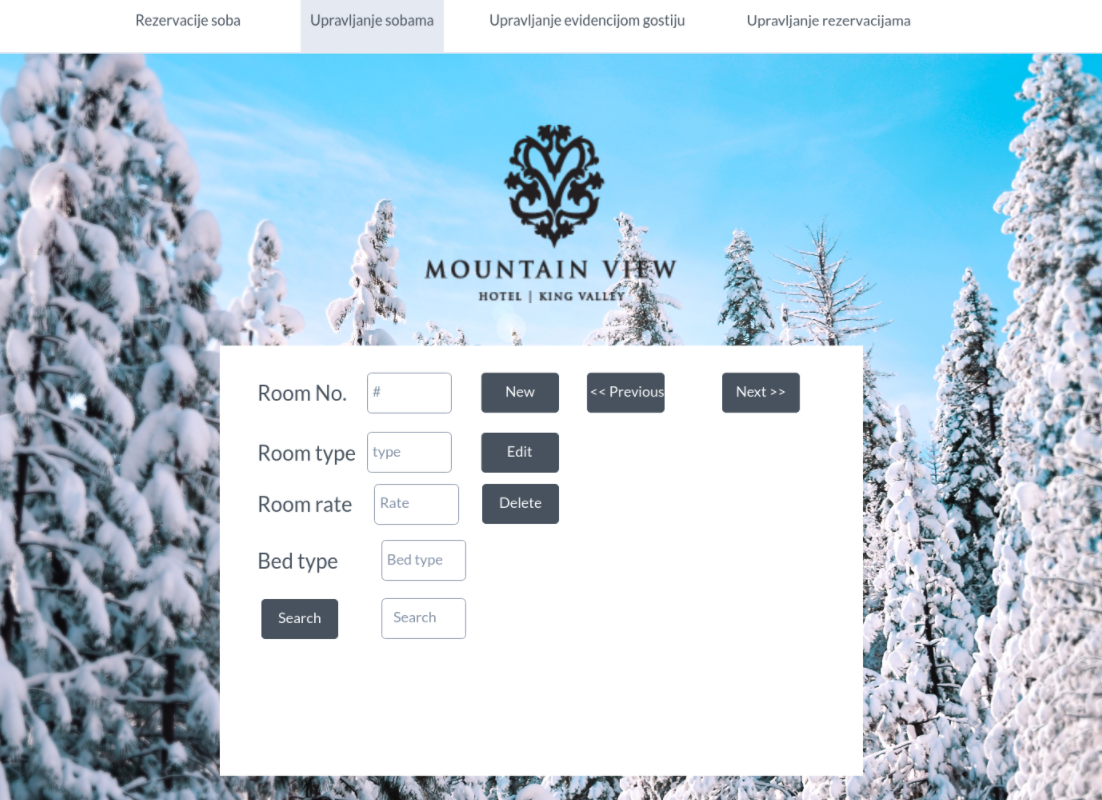 Rezervacije soba Upravljanje sobama Upravljanje evidencijom gostiju Upravljanje rezervacijama
MOUNTAIN VIEW
HOTEL | KING VALLEY
Room No. # New << Previous Next >>
Room type type Edit
Room rate Rate Delete
Bed type Bed type
Search Search